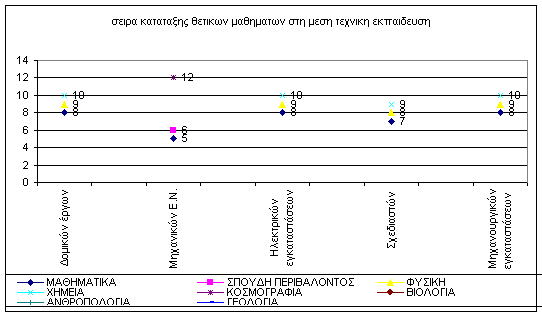 σειρα καταταξης θετικων μαθηματων στη μεση τεχνικη εκπαιδευση
14
12
10
8
6
4
2
0
10
9
8
12
6
5
10
9
8
9
8
7
10
9
8
Δομικών έργων
Μηχανικών Ε.Ν.
Ηλεκτρικών
εγκαταστάσεων
Σχεδιαστών
Μηχανουργικών
εγκαταστάσεων
ΜΑΘΗΜΑΤΙΚΑ
ΣΠΟΥΔΗ ΠΕΡΙΒΑΛΟΝΤΟΣ
ΦΥΣΙΚΗ
ΧΗΜΕΙΑ
ΚΟΣΜΟΓΡΑΦΙΑ
ΒΙΟΛΟΓΙΑ
ΑΝΘΡΩΠΟΛΟΓΙΑ
ΓΕΩΛΟΓΙΑ